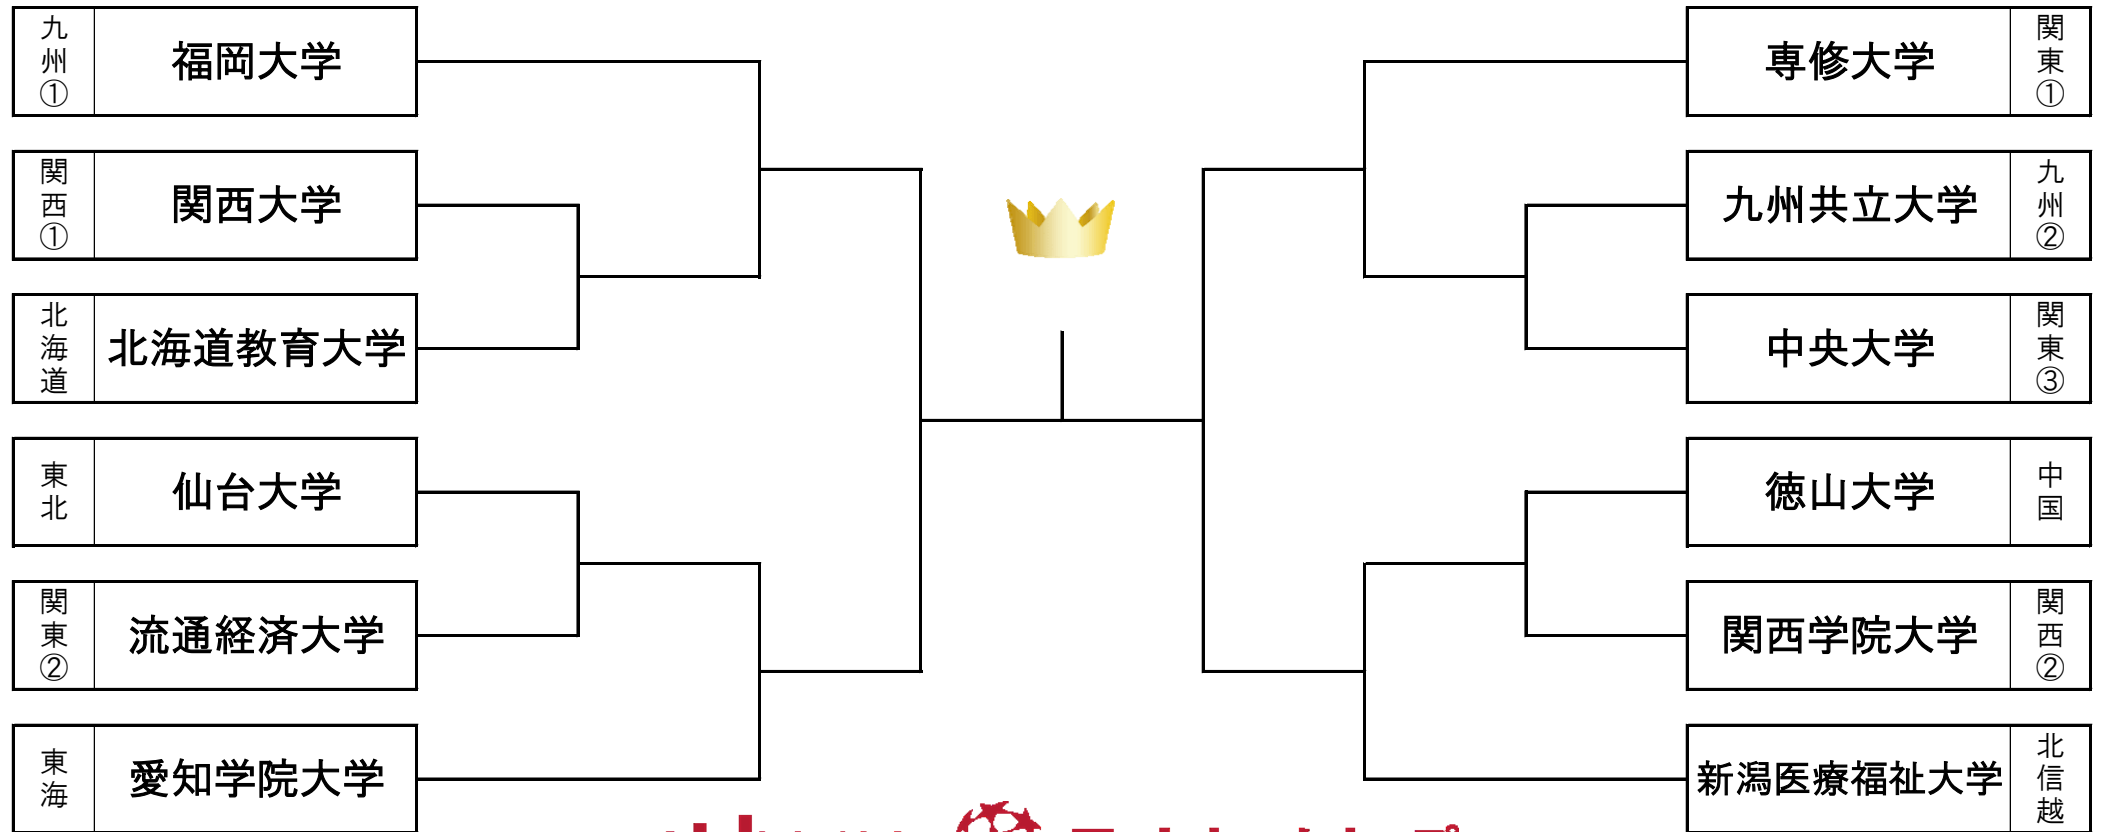 九州① 福岡大学
関西① 関西大学
北海道 北海道教育大学
東北 仙台大学
関東② 流通経済大学
東海 愛知学院大学
専修大学 関東①
九州共立大学 九州②
中央大学 関東③
徳山大学 中国
関西学院大学 関西②
新潟医療福祉大学 北信越